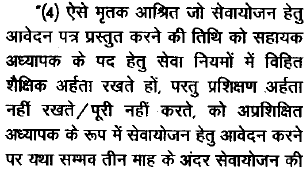 "(4) ऐसे मृतक आश्रित जो सेवायोजन हेतु
आवेदन पत्र प्रस्तुत करने की तिथि को सहायक
अध्यापक के पद हेतु सेवा नियमों में विहित
शैक्षिक अर्हता रखते हों, परतु प्रशिक्षण अर्हता
नहीं रखते/पूरी नहीं करते, को अप्रशिक्षित
अध्यापक के रूप में सेवायोजन हेतु आवेदन करने
पर यथा सम्भव तीन माह के अंदर सेवायोजन की